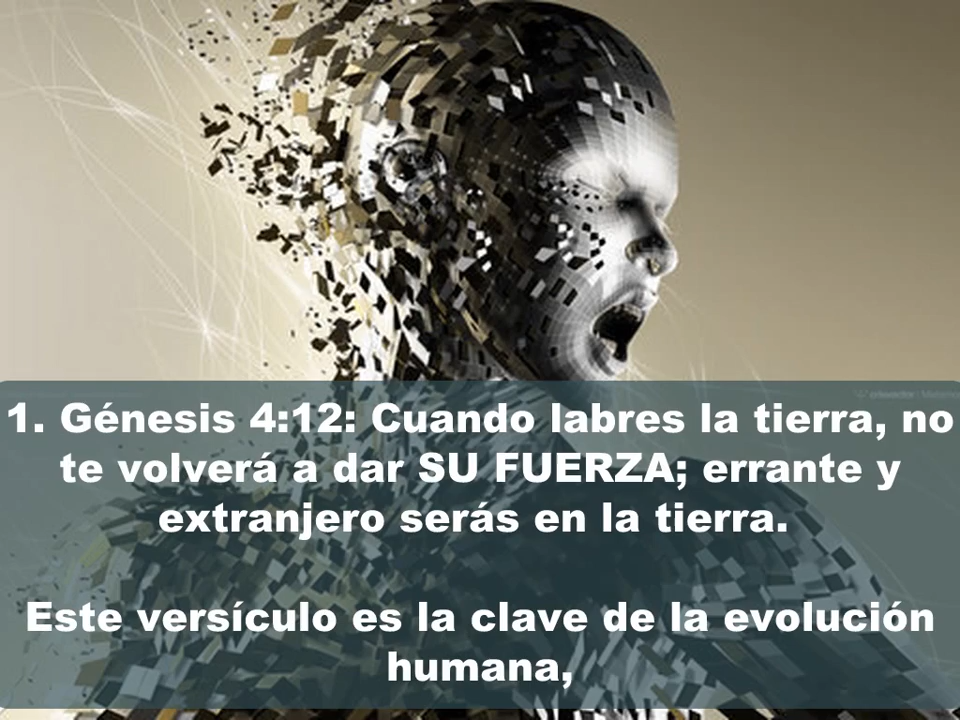 1. Génesis 4:12: Cuando labres la tierra, no
te volverá a dar SU FUERZA; errante y
extranjero serás en la tierra.
Este versículo es la clave de la evolución
humana,